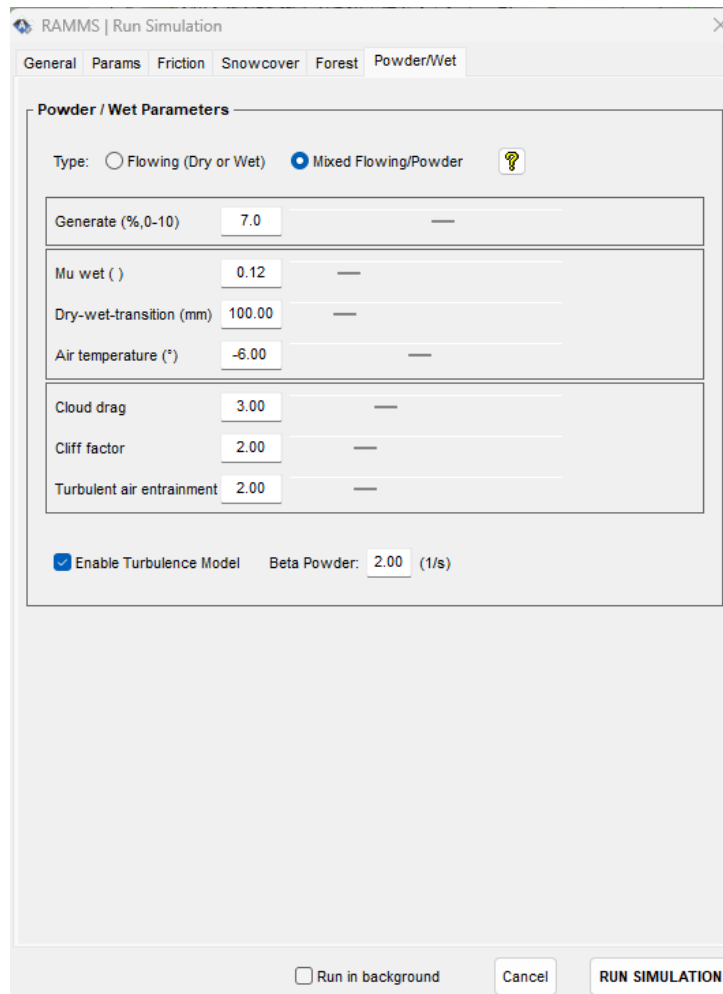 RAMMS | Run Simulation
General Params Friction Snowcover Forest Powder/Wet
Powder / Wet Parameters
Type: Flowing (Dry or Wet) Mixed Flowing/Powder ?
Generate (%,0-10) 7.0
Mu wet ( ) 0.12
Dry-wet-transition (mm) 100.00
Air temperature (°) -6.00
Cloud drag 3.00
Cliff factor 2.00
Turbulent air entrainment 2.00
Enable Turbulence Model Beta Powder: 2.00 (1/s)
Run in background Cancel RUN SIMULATION